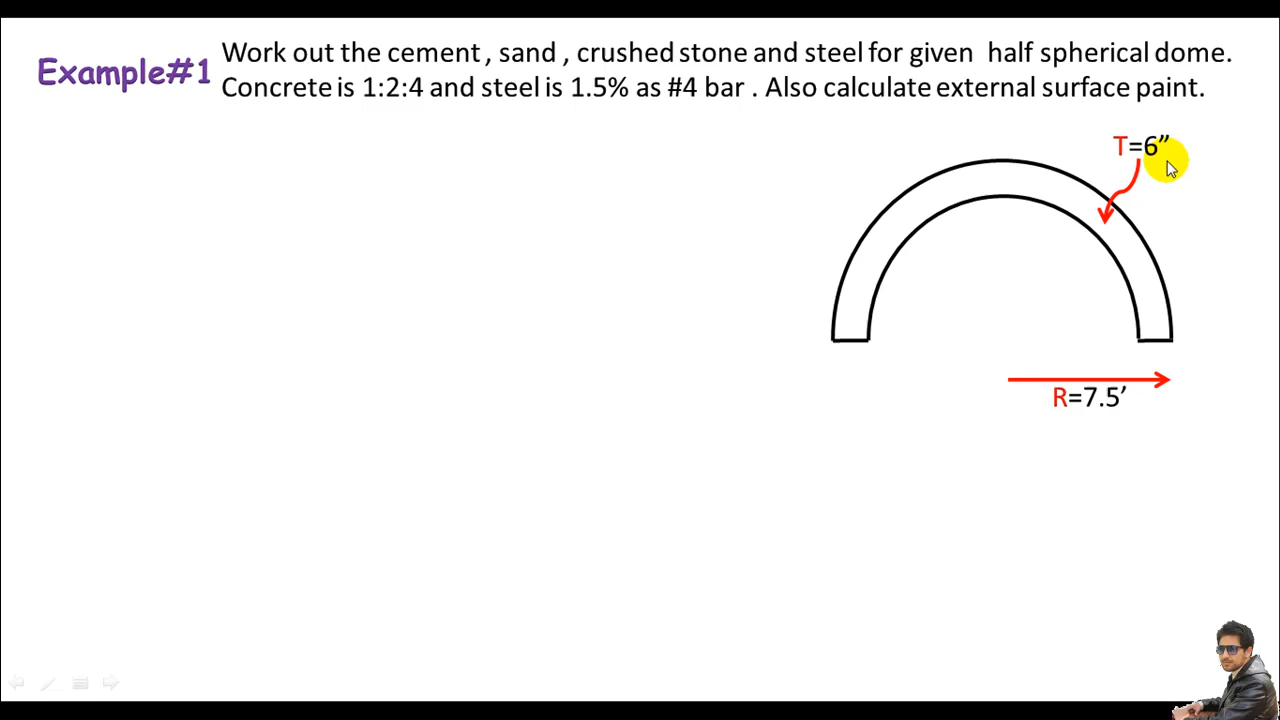 Example#1
Work out the cement , sand , crushed stone and steel for given half spherical dome.
Concrete is 1:2:4 and steel is 1.5% as #4 bar . Also calculate external surface paint.
T=6”
R=7.5’